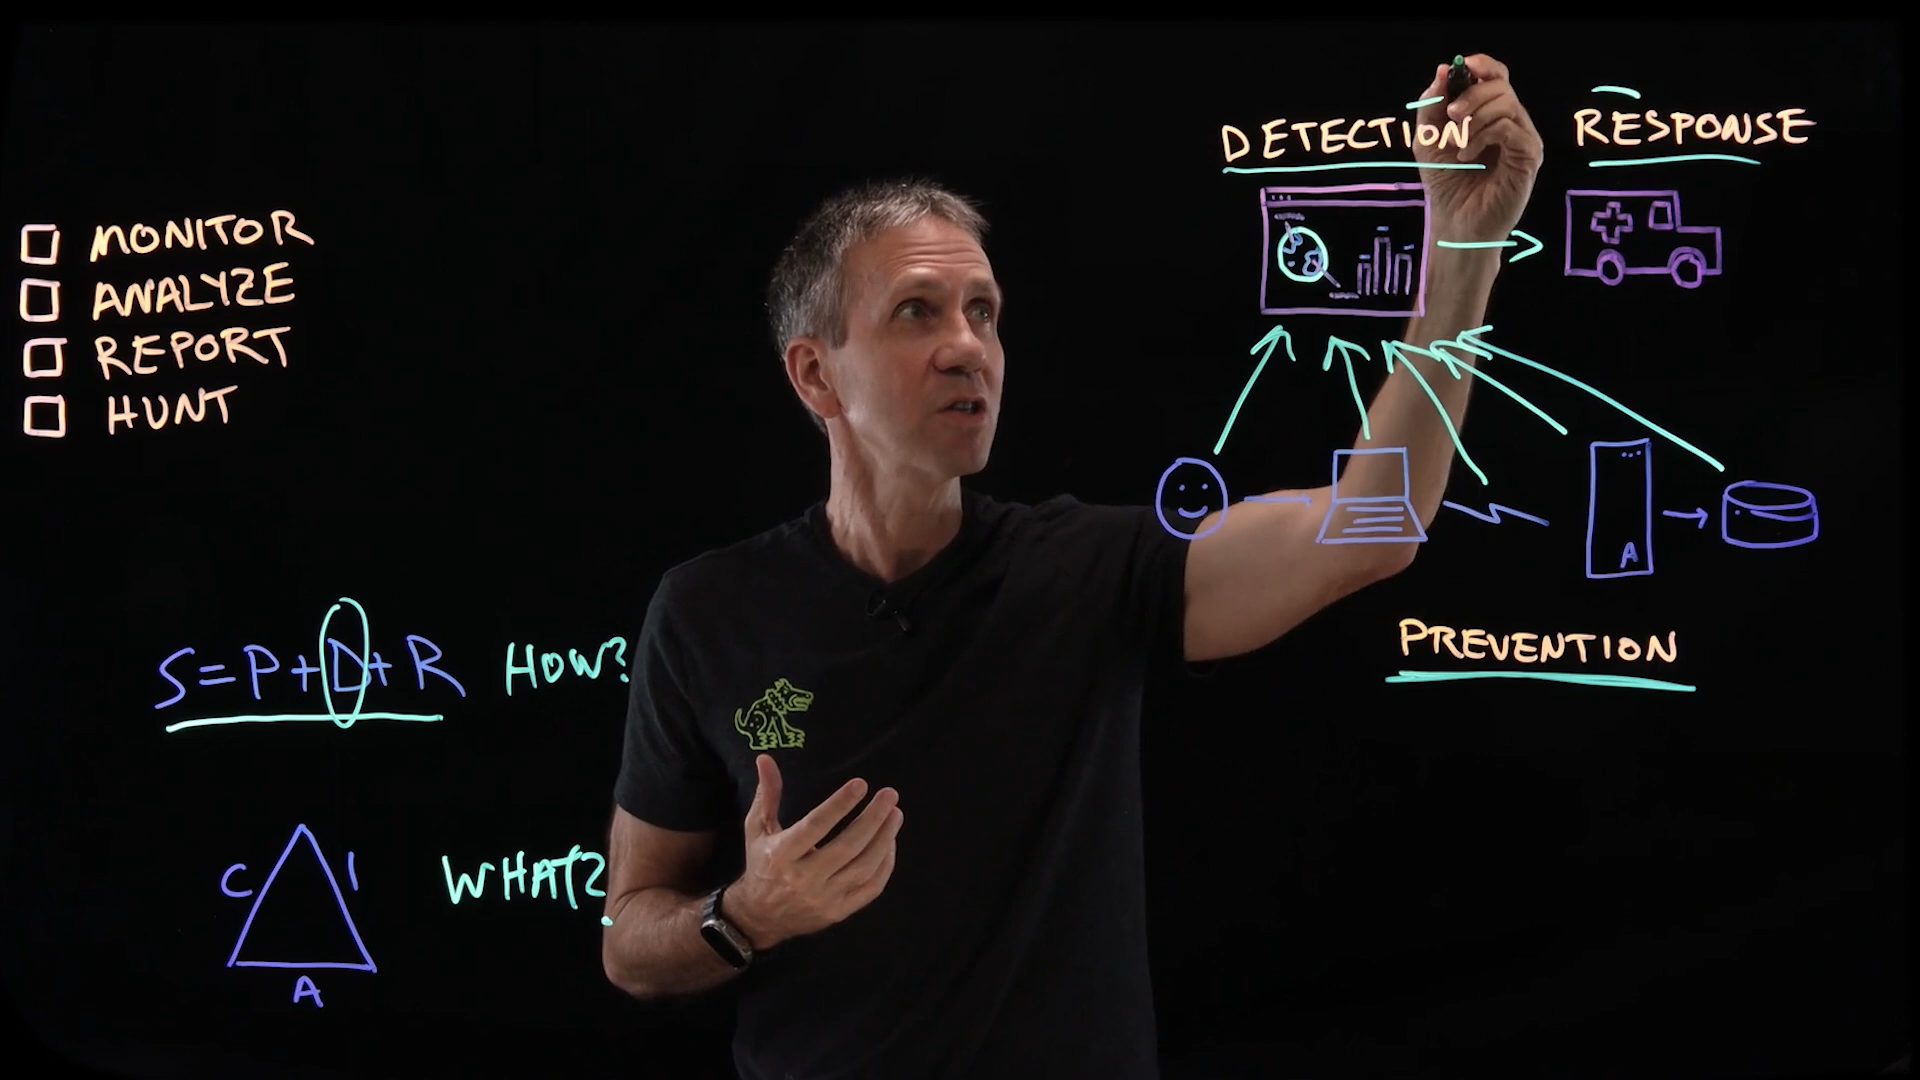 MONITOR
ANALYZE
REPORT
HUNT
S=P+D+R HOW?
C I
A
WHAT?
DETECTION
RESPONSE
A
PREVENTION